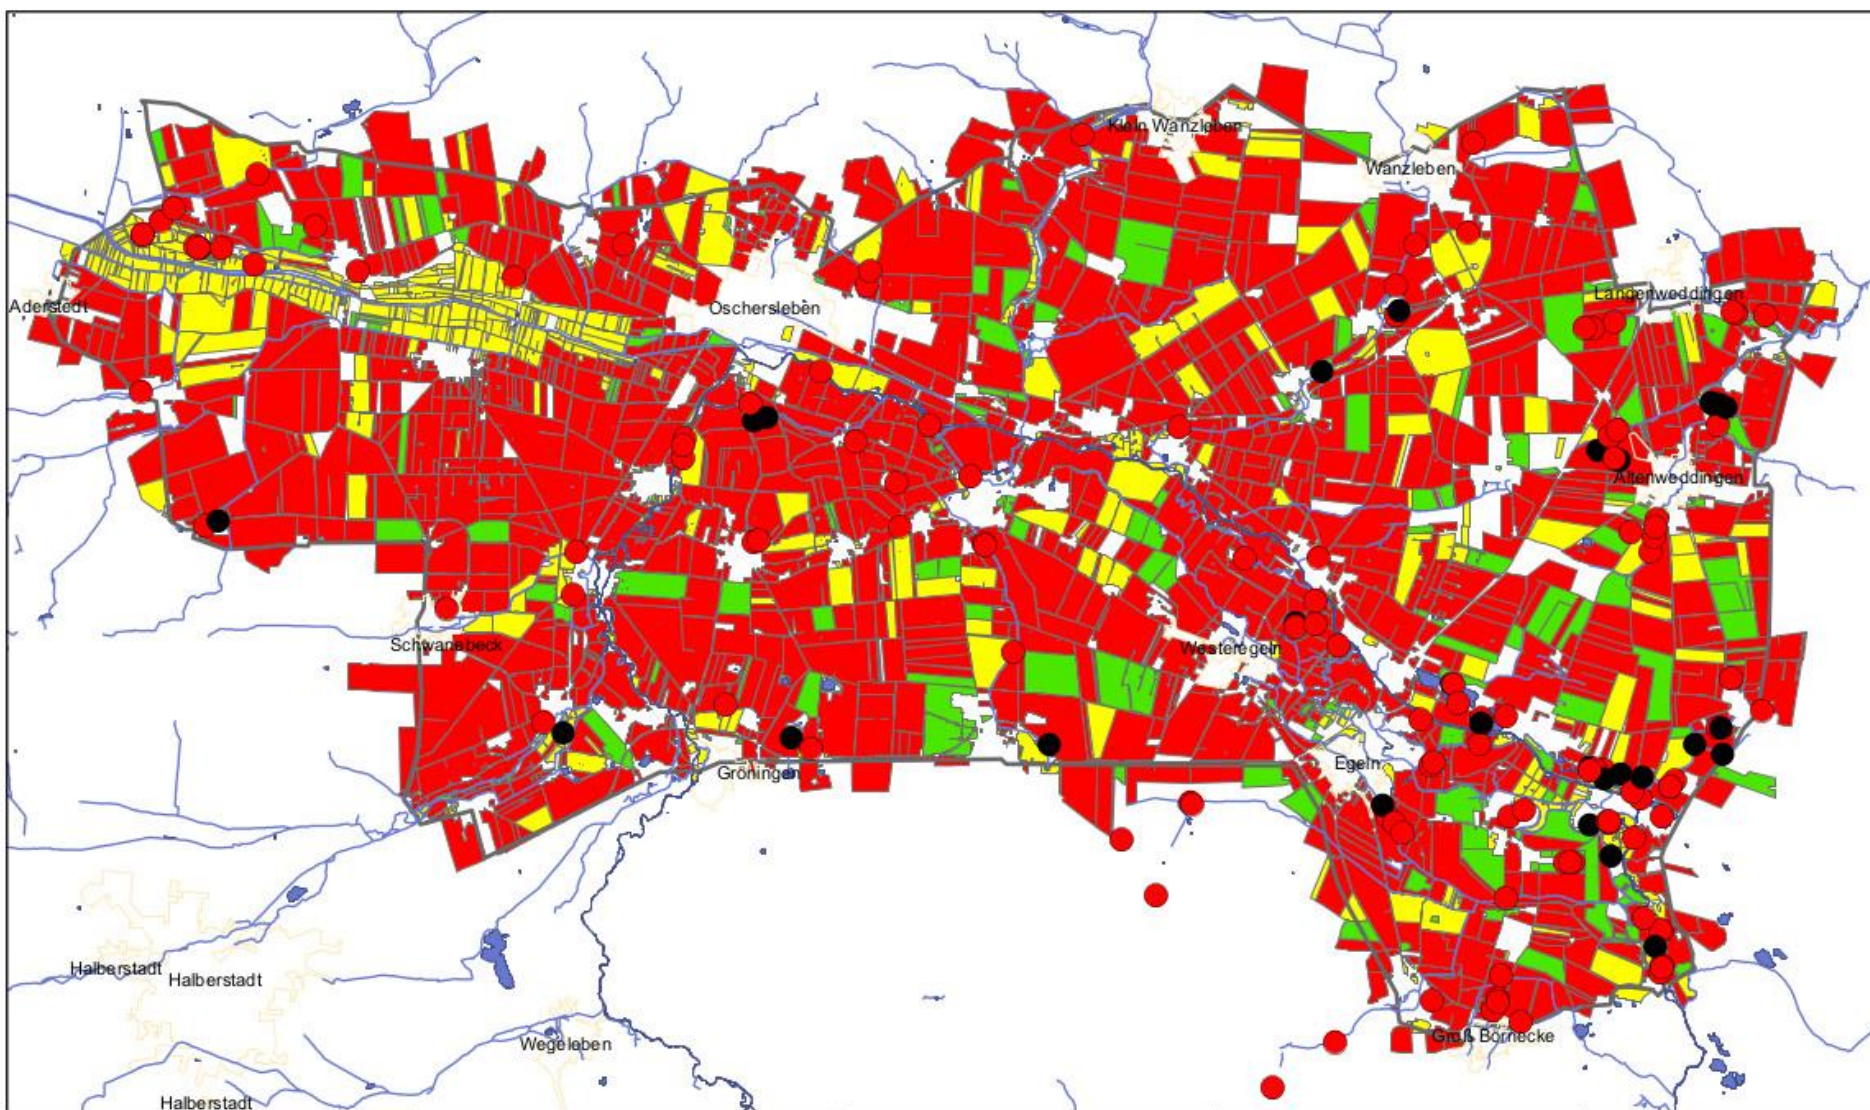 Klein Wanzleben
Wanzleben
Langenweddingen
Aderstedt
Oschersleben
Altenweddingen
Schwanebeck
Westeregeln
Egeln
Gröningen
Halberstadt
Halberstadt
Groß Börnecke
Wegeleben
Halberstadt